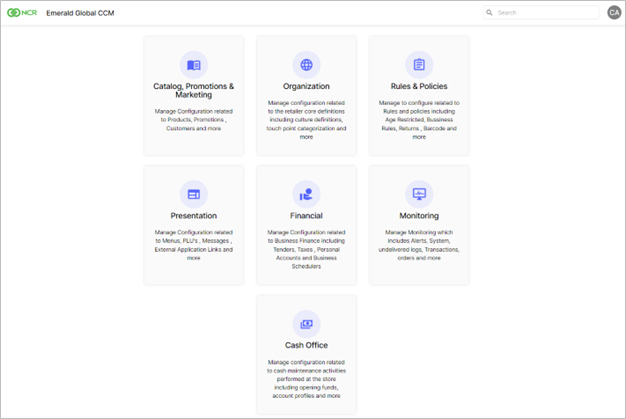 NCR Emerald Global CCM Search CA
Catalog, Promotions &
Marketing
Manage Configuration related
to Products, Promotions ,
Customers and more
Organization
Manage configuration related
to the retailer core definitions
including culture definitions,
touch point categorization and
more
Rules & Policies
Manage to configure related to
Rules and policies including
Age Restricted, Bussiness
Rules, Returns , Barcode and
more
Presentation
Manage Configuration related
to Menus, PLU's , Messages ,
External Application Links and
more
Financial
Manage Configuration related
to Business Finance including
Tenders, Taxes , Personal
Accounts and Business
Schedulers
Monitoring
Manage Monitoring which
includes Alerts, System,
undelivered logs, Transactions,
orders and more
Cash Office
Manage configuration related
to cash maintenance activities
performed at the store
including opening funds,
account profiles and more